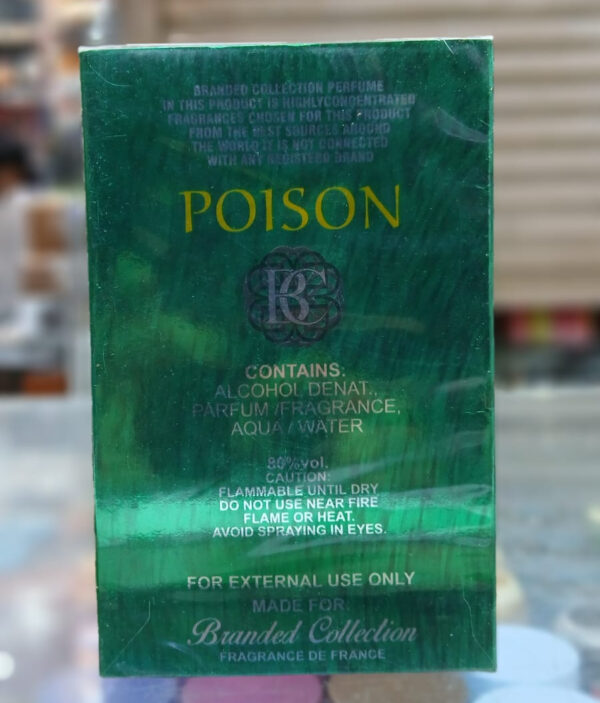 BRANDED COLLECTION PERFUME
IN THIS PRODUCT IS HIGHLYCONCENTRATED
FRAGRANCES CHOSEN FOR THIS PRODUCT
FROM THE BEST SOURCES AROUND
THE WORLD IT IS NOT CONNECTED
WITH ANY REGISTERD BRAND
POISON
BC
CONTAINS:
ALCOHOL DENAT.,
PARFUM /FRAGRANCE,
AQUA / WATER
80%vol.
CAUTION:
FLAMMABLE UNTIL DRY
DO NOT USE NEAR FIRE
FLAME OR HEAT.
AVOID SPRAYING IN EYES.
FOR EXTERNAL USE ONLY
MADE FOR:
Branded Collection
FRAGRANCE DE FRANCE